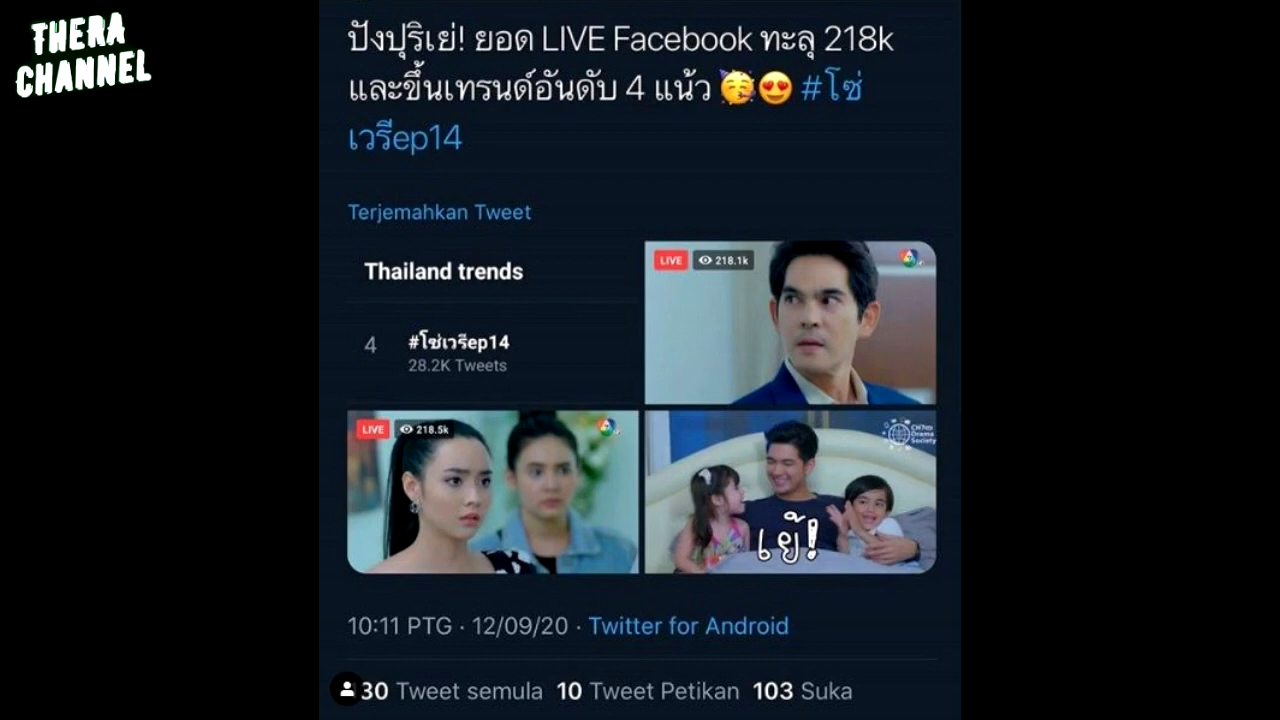 THERA
CHANNEL
ปังปุริเย่! ยอด LIVE Facebook ทะลุ 218k
และขึ้นเทรนด์อันดับ 4 แน้ว 🥳😍 #โซ่
เวรีep14
Terjemahkan Tweet
Thailand trends
4 #โซ่เวรีep14
28.2K Tweets
LIVE 218.1k
LIVE 218.5k
CH7HD
Drama
Society
เย้!
10:11 PTG · 12/09/20 · Twitter for Android
30 Tweet semula 10 Tweet Petikan 103 Suka